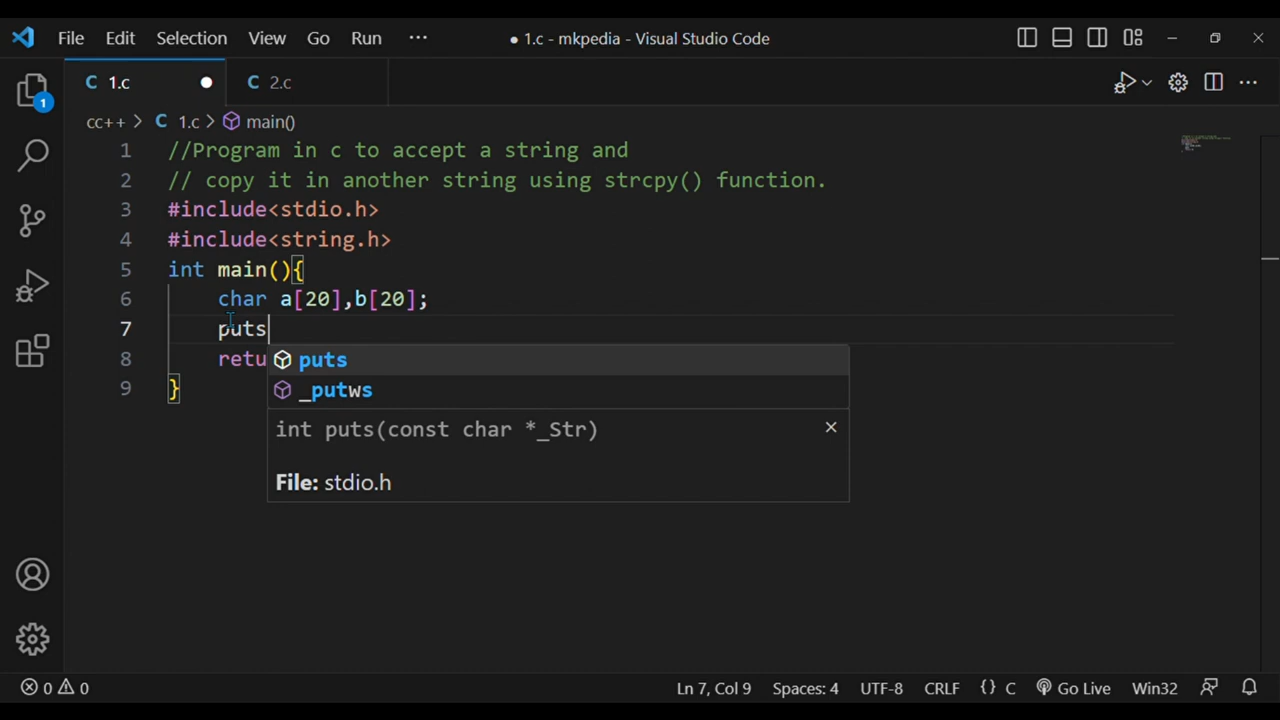 File Edit Selection View Go Run ··· ● 1.c - mkpedia - Visual Studio Code
C 1.c ● C 2.c
1
cc++ > C 1.c > main()
1 //Program in c to accept a string and
2 // copy it in another string using strcpy() function.
3 #include<stdio.h>
4 #include<string.h>
5 int main(){
6 char a[20],b[20];
7 puts
8 retu
puts
_putws
9 }
int puts(const char *_Str)
File: stdio.h
0 0 Ln 7, Col 9 Spaces: 4 UTF-8 CRLF {} C Go Live Win32